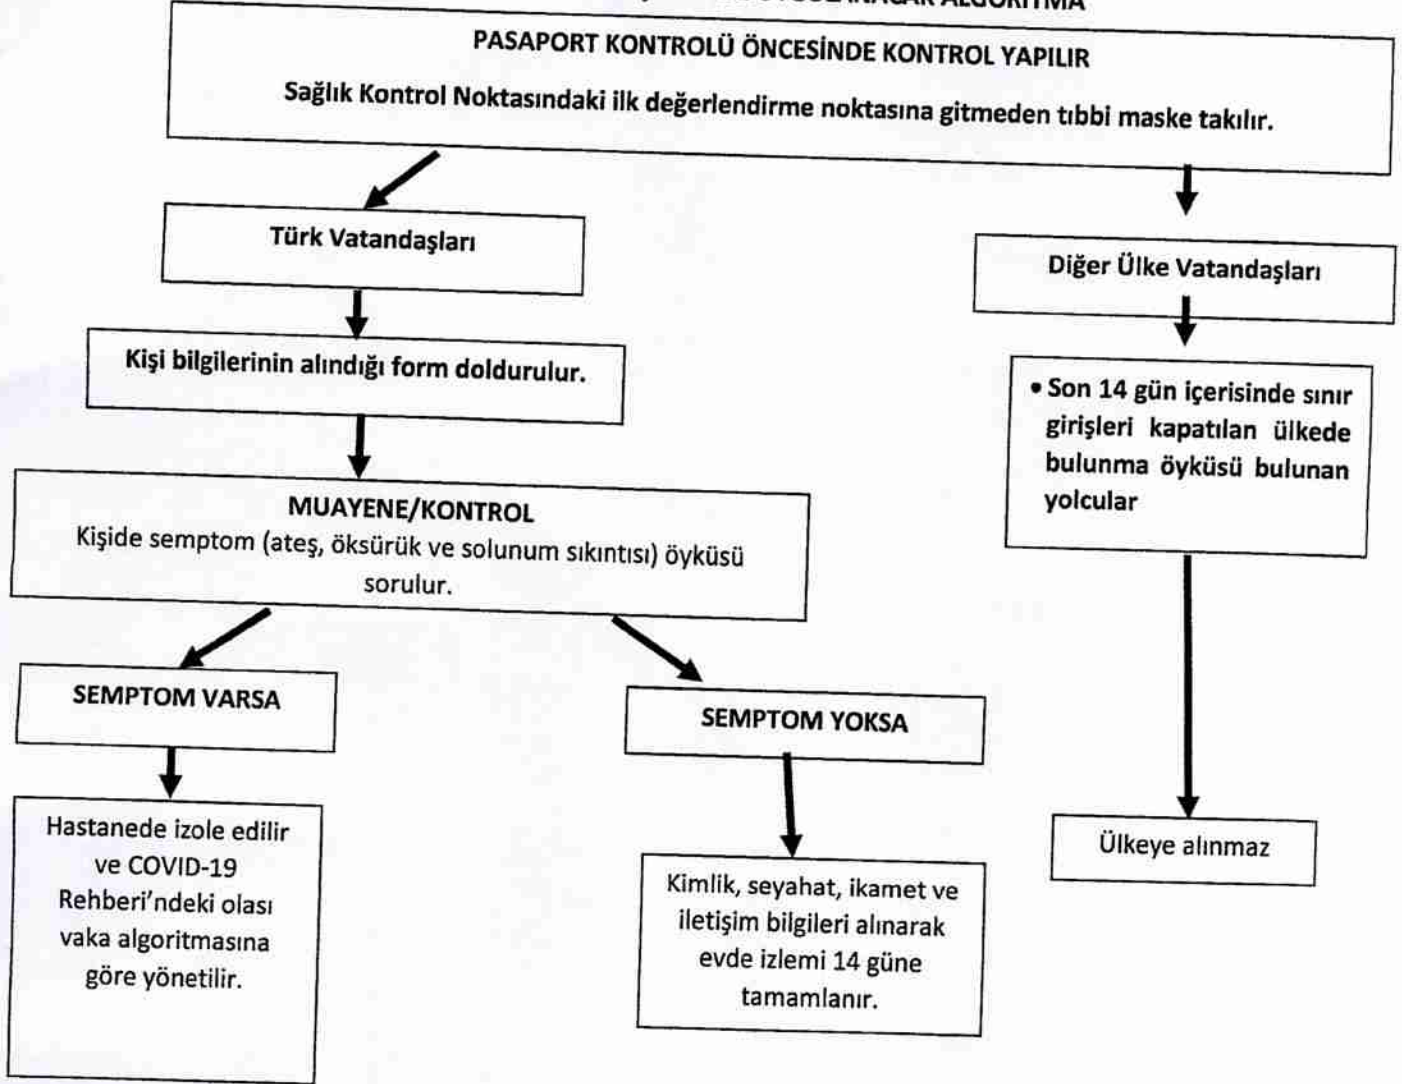 ALGORİTMA
PASAPORT KONTROLÜ ÖNCESİNDE KONTROL YAPILIR
Sağlık Kontrol Noktasındaki ilk değerlendirme noktasına gitmeden tıbbi maske takılır.
Türk Vatandaşları
Diğer Ülke Vatandaşları
Kişi bilgilerinin alındığı form doldurulur.
• Son 14 gün içerisinde sınır
girişleri kapatılan ülkede
bulunma öyküsü bulunan
yolcular
MUAYENE/KONTROL
Kişide semptom (ateş, öksürük ve solunum sıkıntısı) öyküsü
sorulur.
SEMPTOM VARSA
SEMPTOM YOKSA
Hastanede izole edilir
ve COVID-19
Rehberi’ndeki olası
vaka algoritmasına
göre yönetilir.
Kimlik, seyahat, ikamet ve
iletişim bilgileri alınarak
evde izlemi 14 güne
tamamlanır.
Ülkeye alınmaz